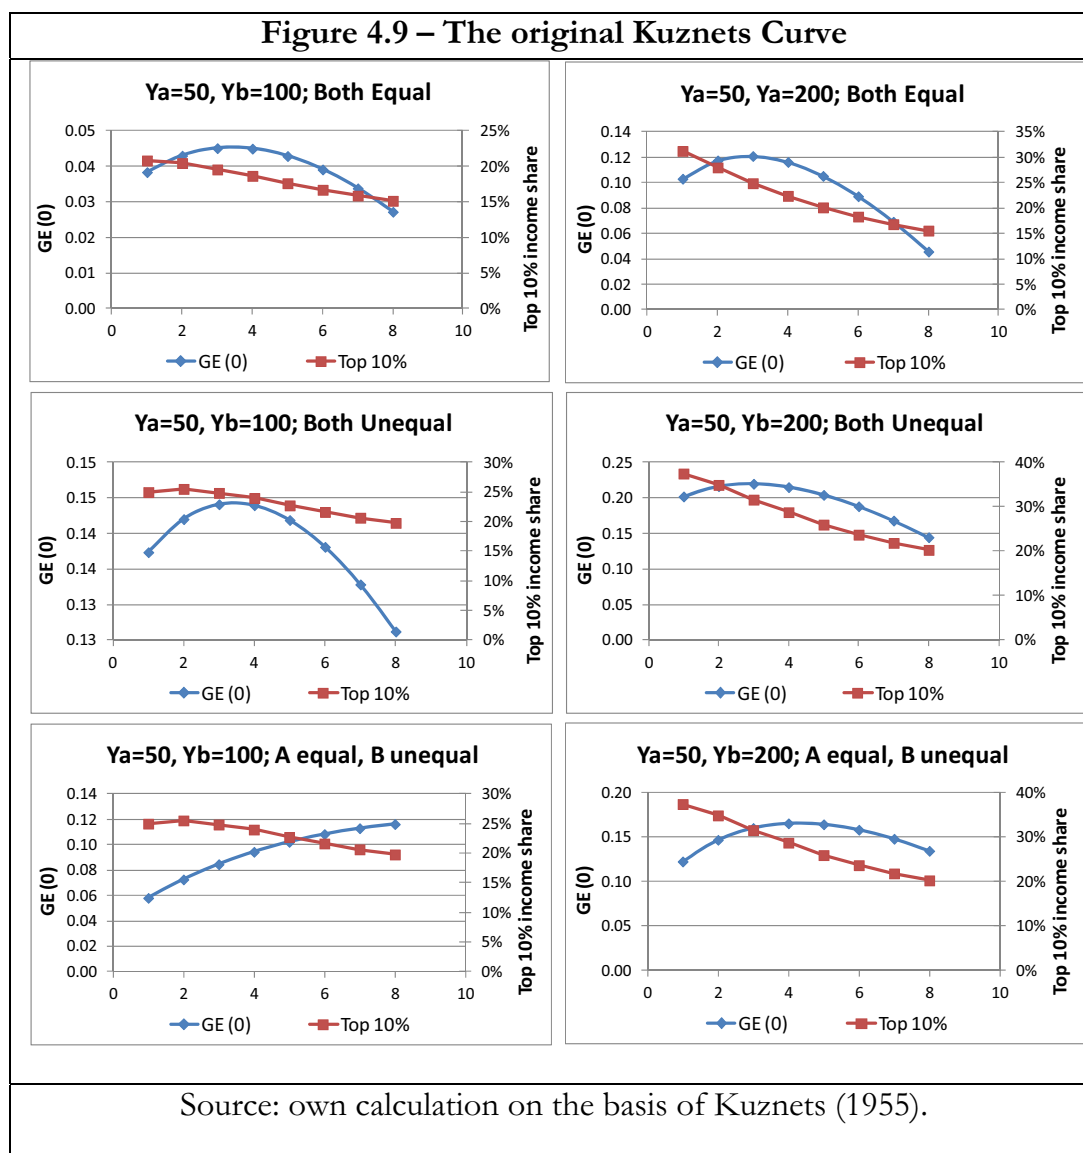 Figure 4.9 – The original Kuznets Curve
Ya=50, Yb=100; Both Equal
GE (0)
0.05
0.04
0.03
0.02
0.01
0.00
25%
20%
15%
10%
5%
0%
Top 10% income share
0 2 4 6 8 10
GE (0) Top 10%
Ya=50, Ya=200; Both Equal
GE (0)
0.14
0.12
0.10
0.08
0.06
0.04
0.02
0.00
35%
30%
25%
20%
15%
10%
5%
0%
Top 10% income share
0 2 4 6 8 10
GE (0) Top 10%
Ya=50, Yb=100; Both Unequal
GE (0)
0.15
0.15
0.14
0.14
0.13
0.13
30%
25%
20%
15%
10%
5%
0%
Top 10% income share
0 2 4 6 8 10
GE (0) Top 10%
Ya=50, Yb=200; Both Unequal
GE (0)
0.25
0.20
0.15
0.10
0.05
0.00
40%
30%
20%
10%
0%
Top 10% income share
0 2 4 6 8 10
GE (0) Top 10%
Ya=50, Yb=100; A equal, B unequal
GE (0)
0.14
0.12
0.10
0.08
0.06
0.04
0.02
0.00
30%
25%
20%
15%
10%
5%
0%
Top 10% income share
0 2 4 6 8 10
GE (0) Top 10%
Ya=50, Yb=200; A equal, B unequal
GE (0)
0.20
0.15
0.10
0.05
0.00
40%
30%
20%
10%
0%
Top 10% income share
0 2 4 6 8 10
GE (0) Top 10%
Source: own calculation on the basis of Kuznets (1955).